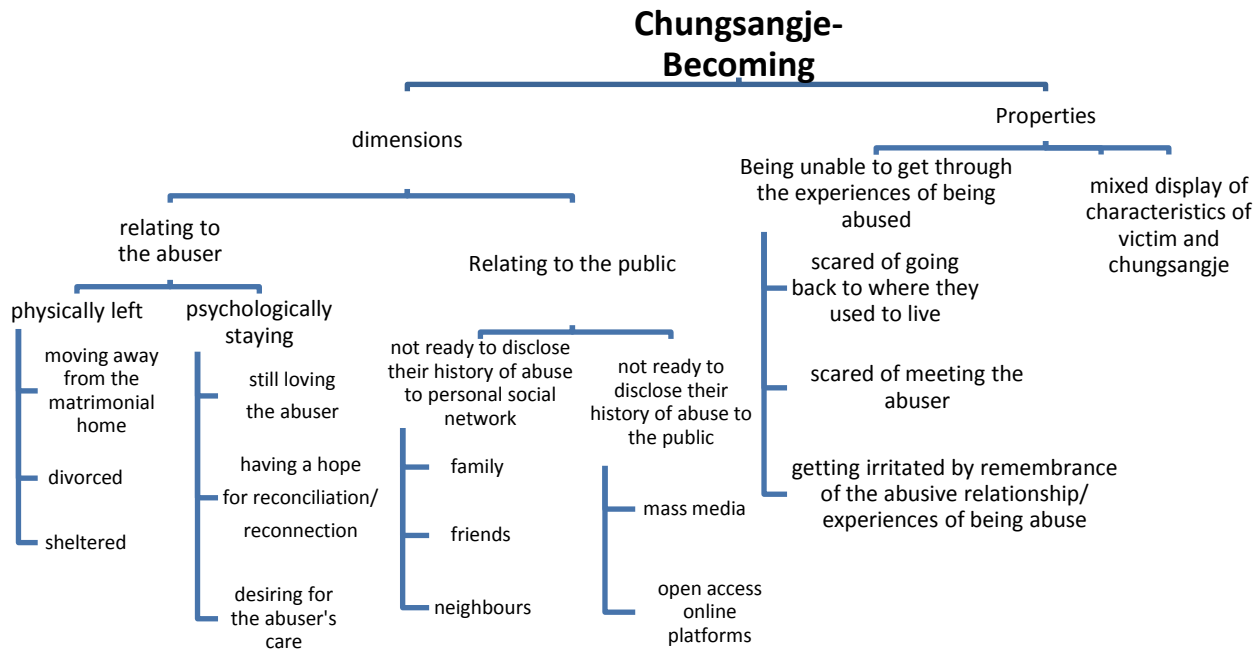 Chungsangje-
Becoming
dimensions
relating to
the abuser
physically left
moving away
from the
matrimonial
home
divorced
sheltered
psychologically
staying
still loving
the abuser
having a hope
for reconciliation/
reconnection
desiring for
the abuser's
care
Relating to the public
not ready to disclose
their history of abuse
to personal social
network
family
friends
neighbours
not ready to
disclose their
history of abuse to
the public
mass media
open access
online
platforms
Properties
Being unable to get through
the experiences of being
abused
scared of going
back to where they
used to live
scared of meeting the
abuser
getting irritated by remembrance
of the abusive relationship/
experiences of being abuse
mixed display of
characteristics of
victim and
chungsangje